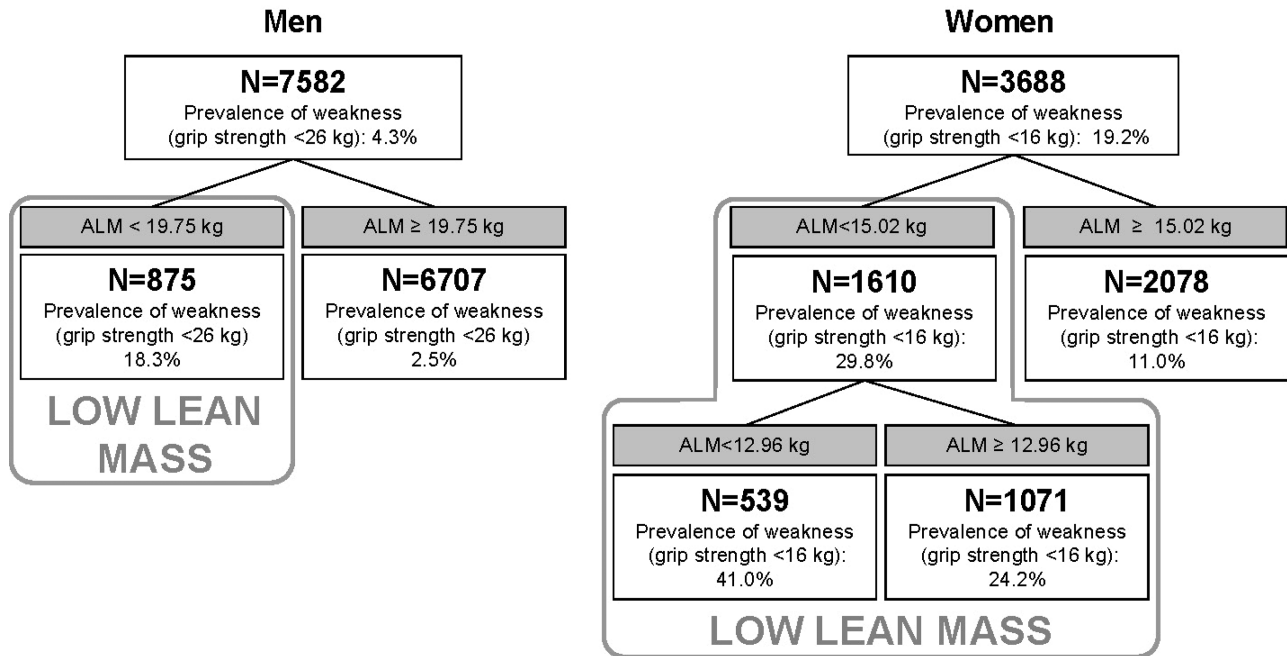 Men
N=7582
Prevalence of weakness
(grip strength <26 kg): 4.3%
ALM < 19.75 kg
N=875
Prevalence of weakness
(grip strength <26 kg)
18.3%
ALM ≥ 19.75 kg
N=6707
Prevalence of weakness
(grip strength <26 kg)
2.5%
LOW LEAN
MASS
Women
N=3688
Prevalence of weakness
(grip strength <16 kg): 19.2%
ALM<15.02 kg
N=1610
Prevalence of weakness
(grip strength <16 kg):
29.8%
ALM ≥ 15.02 kg
N=2078
Prevalence of weakness
(grip strength <16 kg):
11.0%
ALM<12.96 kg
N=539
Prevalence of weakness
(grip strength <16 kg):
41.0%
ALM ≥ 12.96 kg
N=1071
Prevalence of weakness
(grip strength <16 kg):
24.2%
LOW LEAN MASS